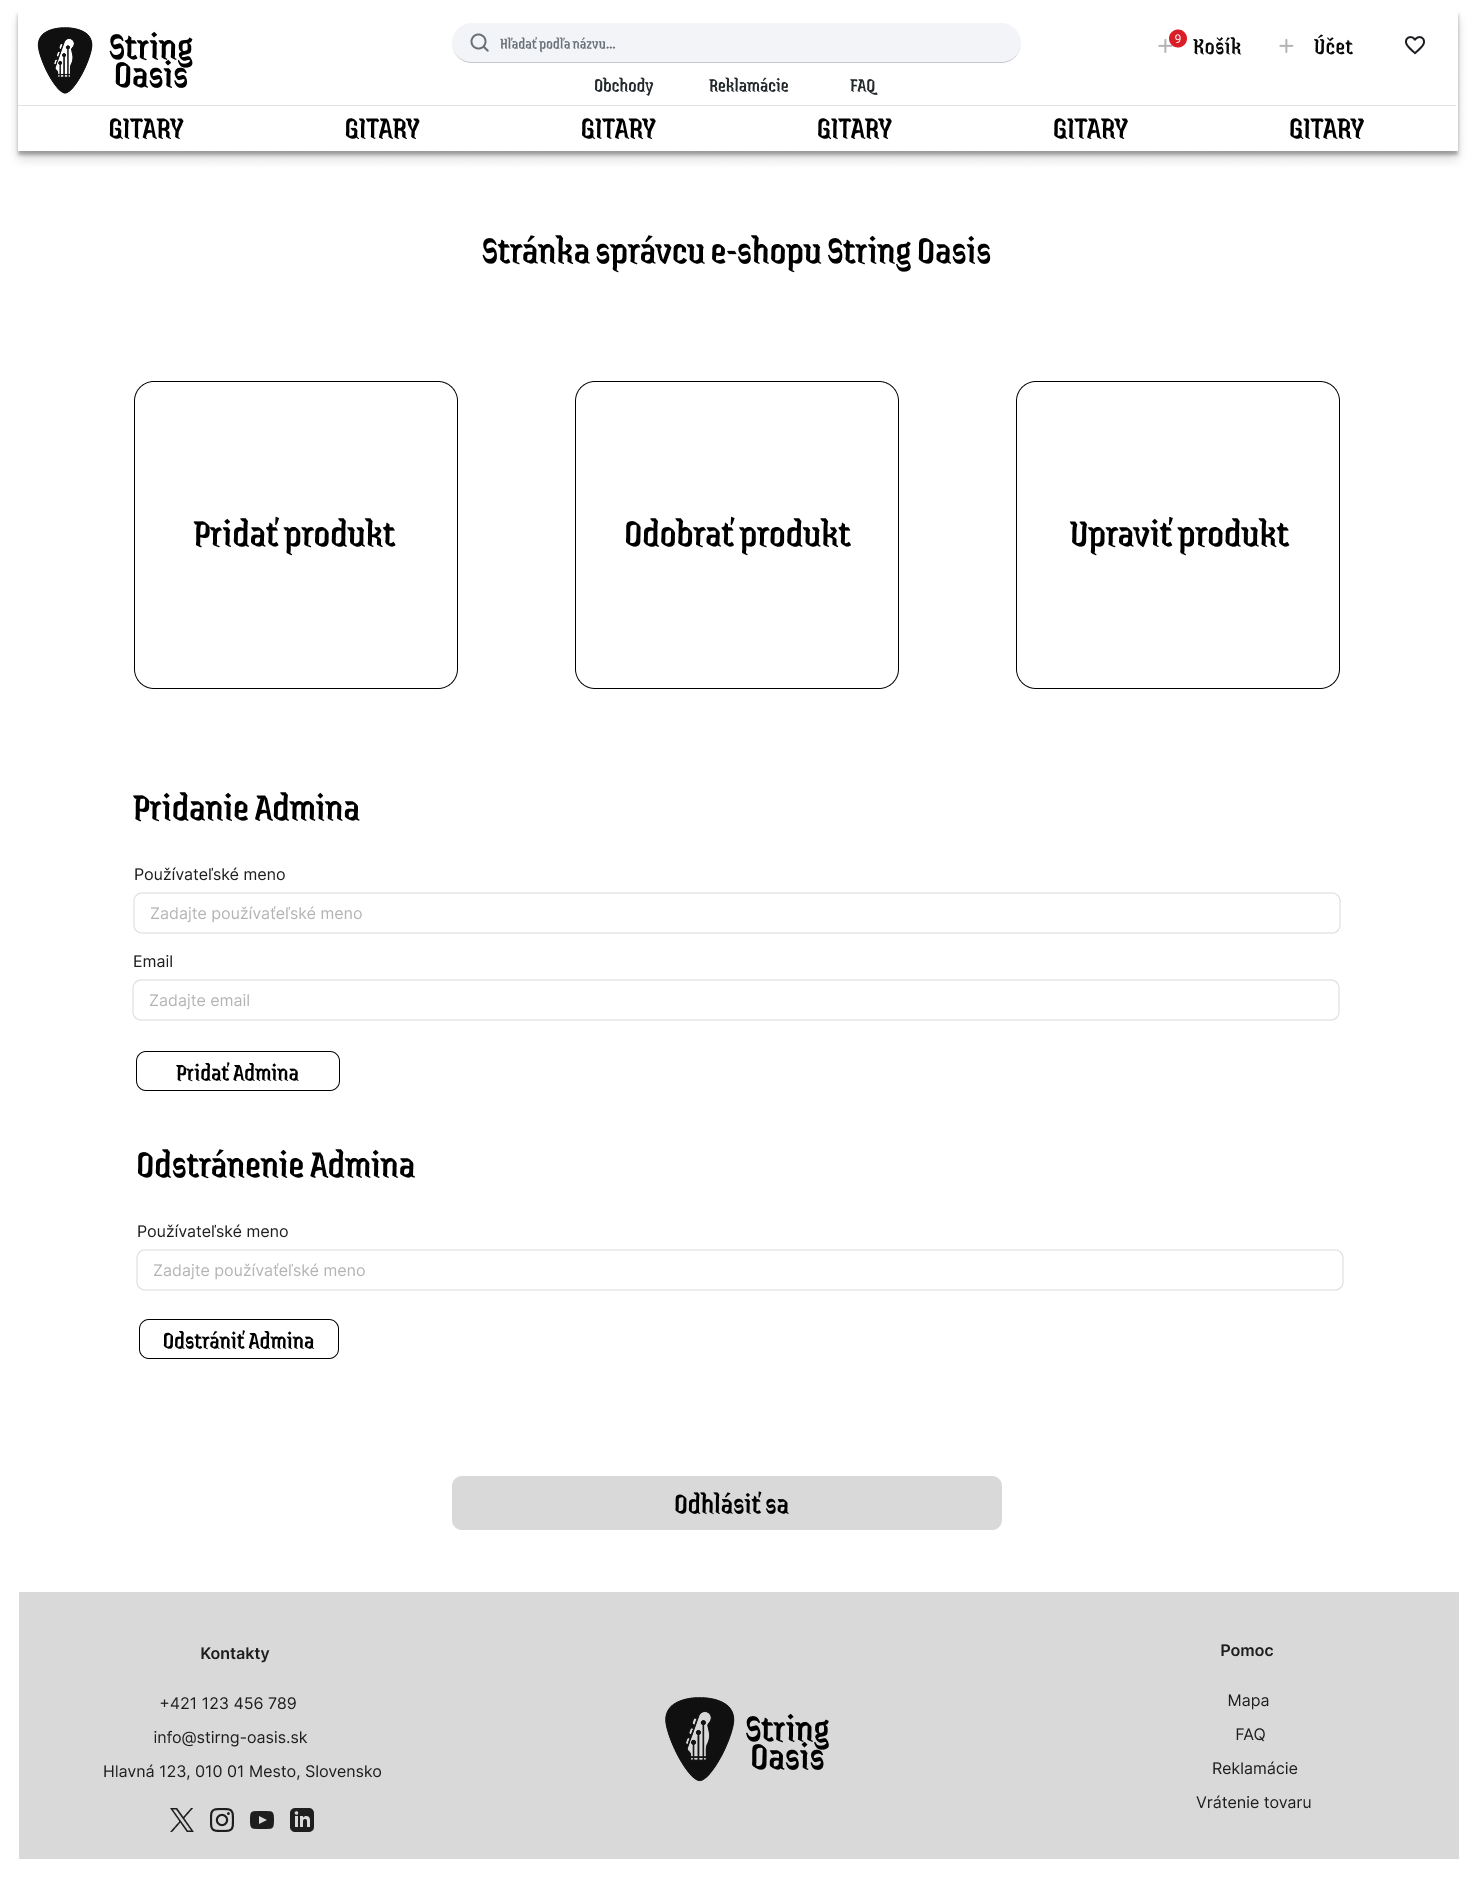 String
Oasis
Hľadať podľa názvu...
9
Košík
Účet
Obchody
Reklamácie
FAQ
GITARY
GITARY
GITARY
GITARY
GITARY
GITARY
Stránka správcu e-shopu String Oasis
Pridať produkt
Odobrať produkt
Upraviť produkt
Pridanie Admina
Používateľské meno
Zadajte používaťeľské meno
Email
Zadajte email
Pridať Admina
Odstránenie Admina
Používateľské meno
Zadajte používaťeľské meno
Odstrániť Admina
Odhlásiť sa
Kontakty
+421 123 456 789
info@stirng-oasis.sk
Hlavná 123, 010 01 Mesto, Slovensko
String
Oasis
Pomoc
Mapa
FAQ
Reklamácie
Vrátenie tovaru